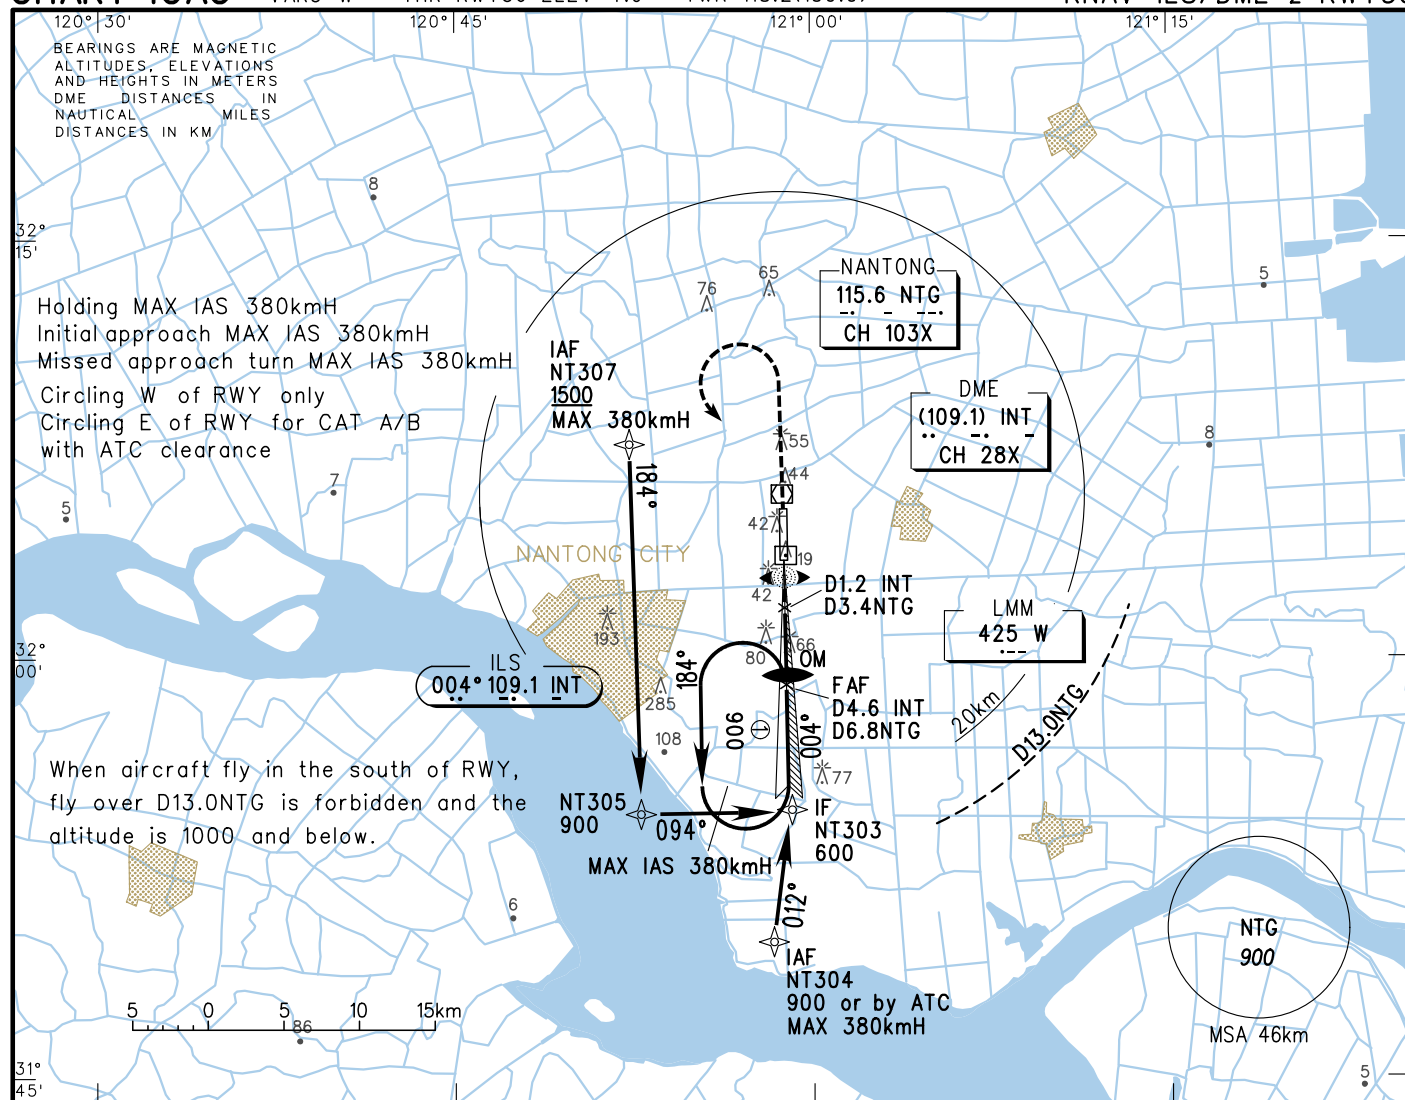 120° 30'
120° 45'
121° 00'
121° 15'
BEARINGS ARE MAGNETIC
ALTITUDES, ELEVATIONS
AND HEIGHTS IN METERS
DME DISTANCES IN
NAUTICAL MILES
DISTANCES IN KM
8
32°
15'
65
76
5
NANTONG
115.6 NTG
CH 103X
Holding MAX IAS 380kmH
Initial approach MAX IAS 380kmH
Missed approach turn MAX IAS 380kmH
Circling W of RWY only
Circling E of RWY for CAT A/B
with ATC clearance
IAF
NT307
1500
MAX 380kmH
DME
(109.1) INT
CH 28X
184°
55
44
8
7
5
42
19
NANTONG CITY
42
D1.2 INT
D3.4NTG
LMM
425 W
193
80
66
32°
00'
ILS
004° 109.1 INT
184°
OM
285
FAF
D4.6 INT
D6.8NTG
20km
D13.0NTG
108
900
1
004°
77
When aircraft fly in the south of RWY,
fly over D13.0NTG is forbidden and the
altitude is 1000 and below.
NT305
900
094°
IF
NT303
600
MAX IAS 380kmH
012°
6
NTG
900
MSA 46km
IAF
NT304
900 or by ATC
MAX 380kmH
5 0 5 10 15km
86
31°
45'
5